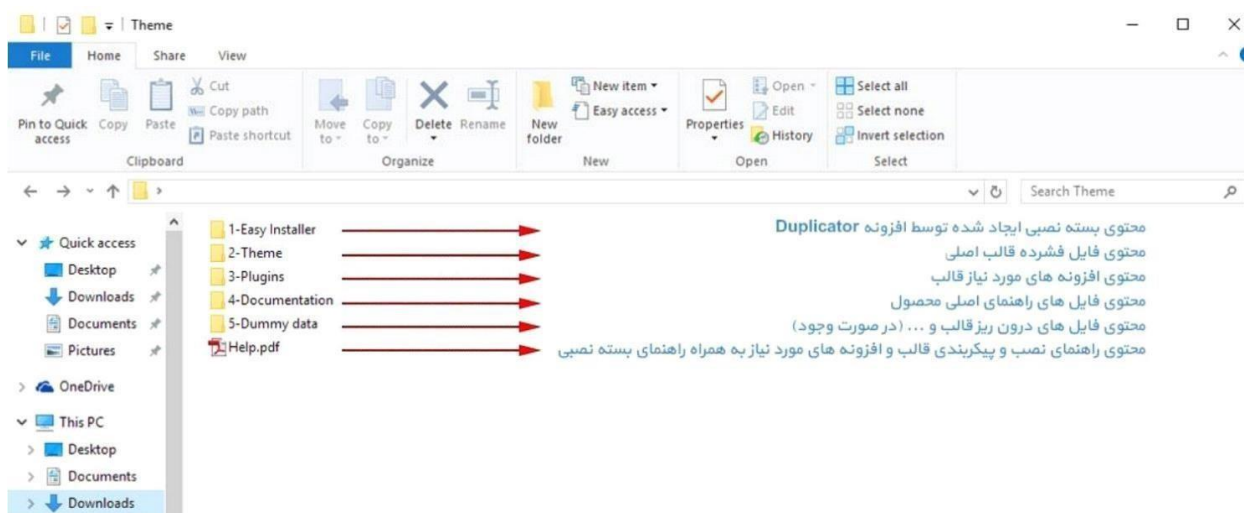 Theme
File Home Share View
Pin to Quick access
Copy
Paste
Cut
Copy path
Paste shortcut
Clipboard
Move to
Copy to
Delete
Rename
Organize
New folder
New item
Easy access
New
Properties
Open
Edit
History
Open
Select all
Select none
Invert selection
Select
Search Theme
Quick access
Desktop
Downloads
Documents
Pictures
OneDrive
This PC
Desktop
Documents
Downloads
1-Easy Installer محتوی بسته نصبی ایجاد شده توسط افزونه Duplicator
2-Theme محتوی فایل فشرده قالب اصلی
3-Plugins محتوی افزونه های مورد نیاز قالب
4-Documentation محتوی فایل های راهنمای اصلی محصول
5-Dummy data محتوی فایل های درون ریز قالب و ... (در صورت وجود)
Help.pdf محتوی راهنمای نصب و پیکربندی قالب و افزونه های مورد نیاز به همراه راهنمای بسته نصبی